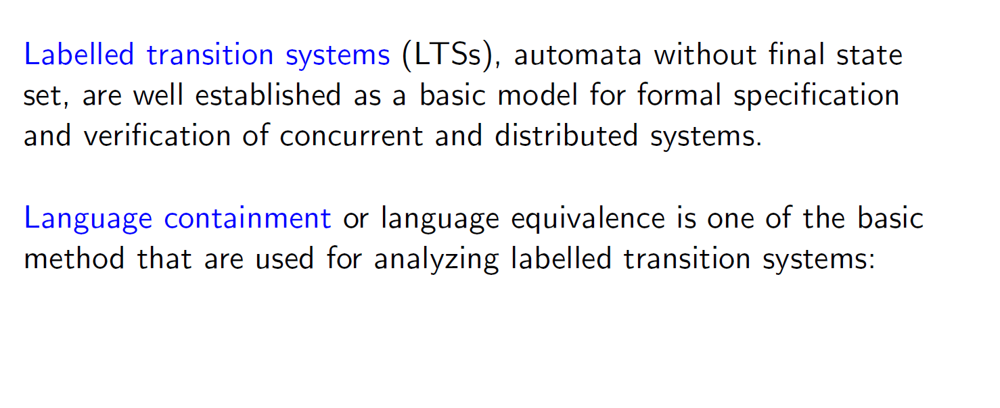 Labelled transition systems (LTSs), automata without final state
set, are well established as a basic model for formal specification
and verification of concurrent and distributed systems.
Language containment or language equivalence is one of the basic
method that are used for analyzing labelled transition systems: